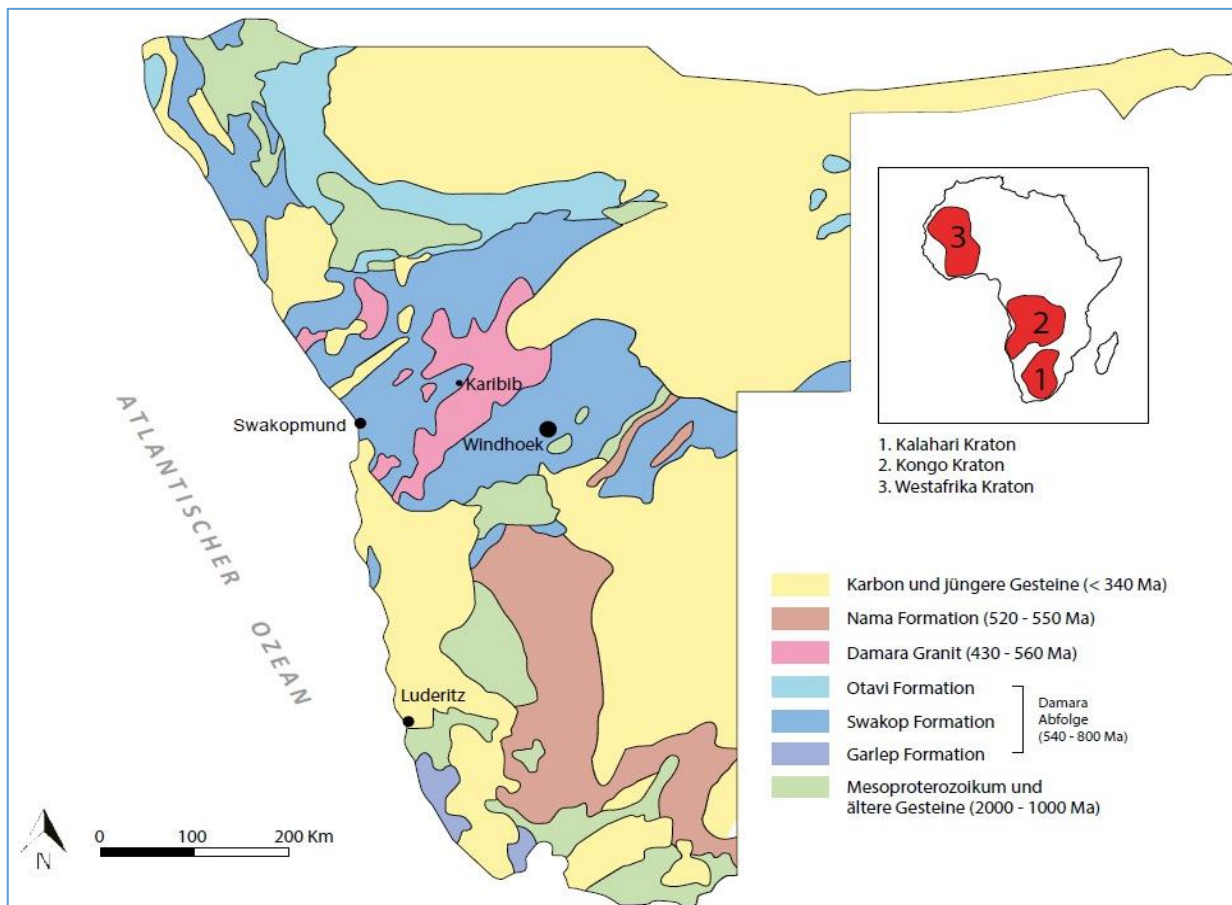 Karibib
Swakopmund
Windhoek
Luderitz
ATLANTISCHER
OZEAN
N
0 100 200 Km
3
2
1
1. Kalahari Kraton
2. Kongo Kraton
3. Westafrika Kraton
Karbon und jüngere Gesteine (< 340 Ma)
Nama Formation (520 - 550 Ma)
Damara Granit (430 - 560 Ma)
Otavi Formation
Swakop Formation
Garlep Formation
Damara
Abfolge
(540 - 800 Ma)
Mesoproterozoikum und
ältere Gesteine (2000 - 1000 Ma)